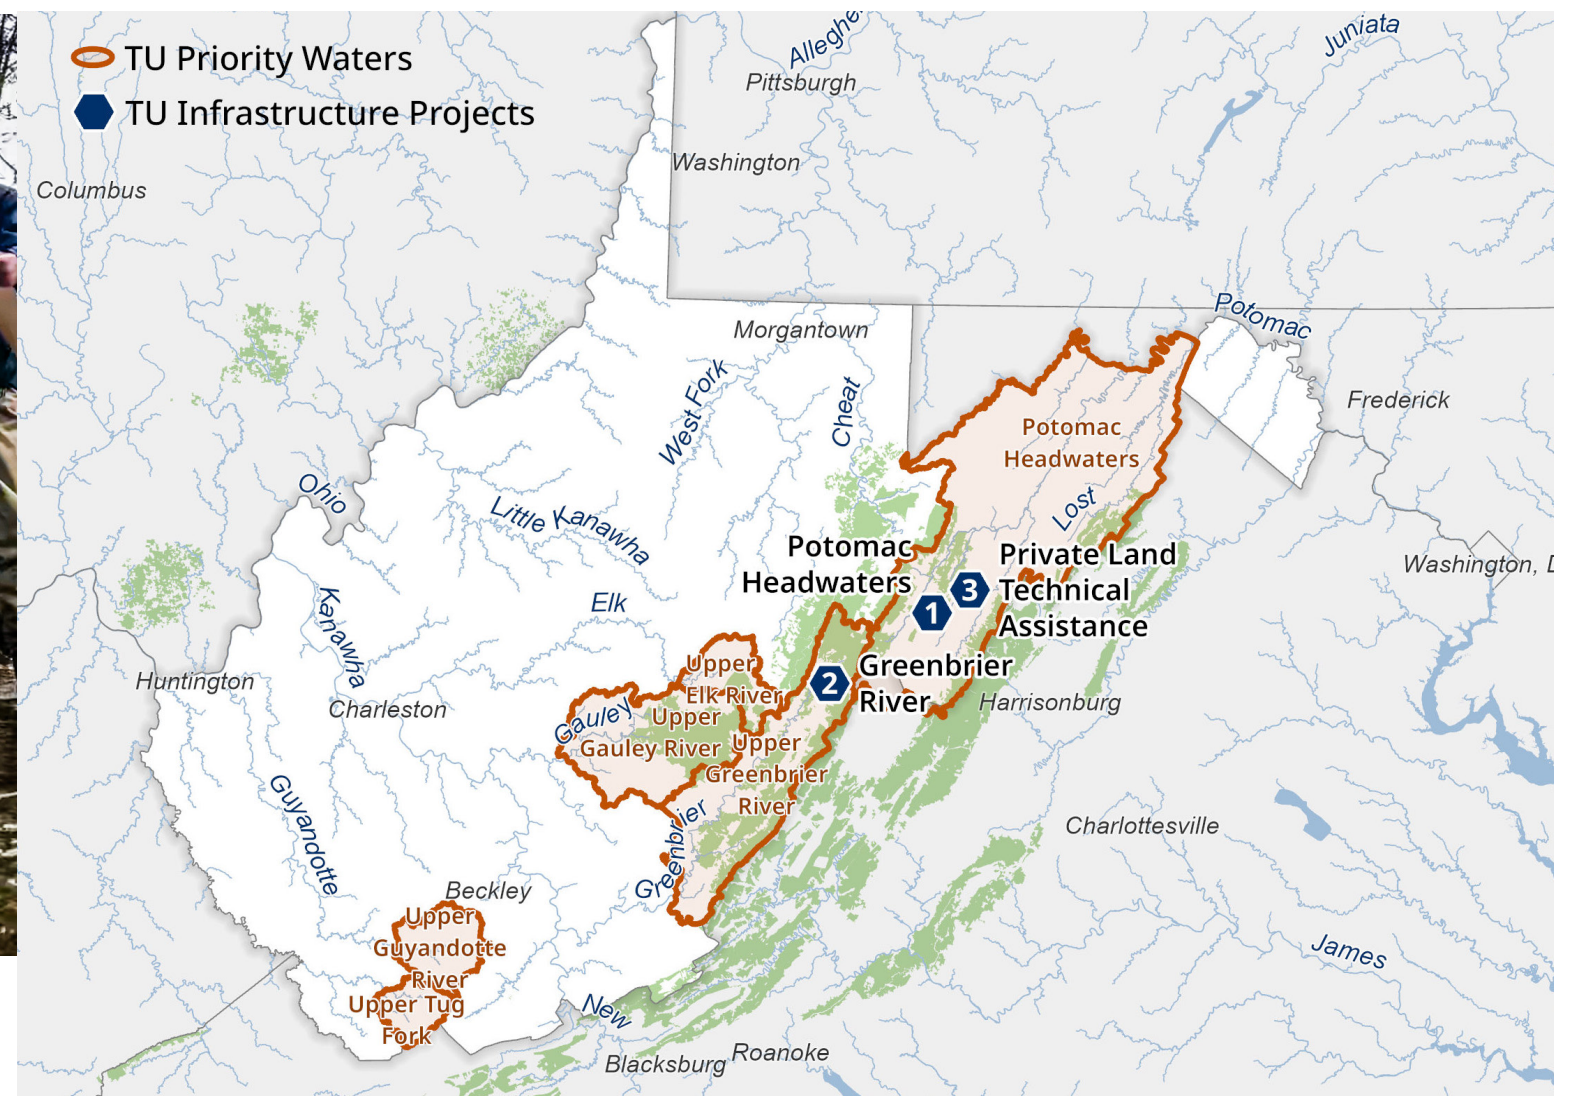 TU Priority Waters
TU Infrastructure Projects
Alleghe
Juniata
Pittsburgh
Washington
Columbus
Potomac
Morgantown
West Fork
Cheat
Frederick
Potomac
Headwaters
Ohio
Little Kanawha
Lost
Potomac
Headwaters
Private Land
Technical
Assistance
Washington, D
3
1
Kanawha
Elk
Huntington
Charleston
Upper
Elk River
2
Greenbrier
River
Harrisonburg
Gauley
Upper
Gauley River
Upper
Greenbrier
River
Guyandotte
Greenbrier
Charlottesville
Beckley
Upper
Guyandotte
River
James
Upper Tug
Fork
New
Blacksburg
Roanoke